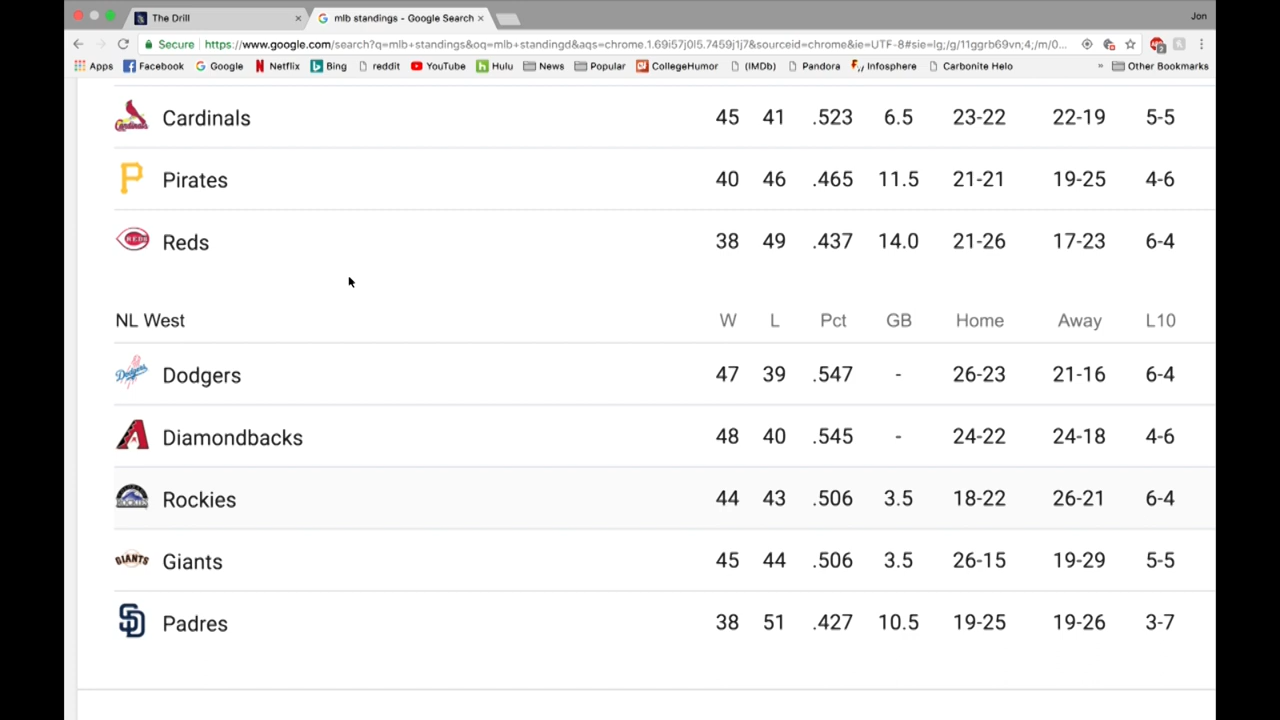 The Drill
mlb standings - Google Search
Jon
Secure https://www.google.com/search?q=mlb+standings&oq=mlb+standingd&aqs=chrome.1.69i57j0l5.7459j1j7&sourceid=chrome&ie=UTF-8#sie=lg;/g/11ggrb69vn;4;/m/0...
Apps Facebook Google Netflix Bing reddit YouTube Hulu News Popular CollegeHumor (IMDb) Pandora Infosphere Carbonite Helo » Other Bookmarks
Cardinals 45 41 .523 6.5 23-22 22-19 5-5
P Pirates 40 46 .465 11.5 21-21 19-25 4-6
REDS Reds 38 49 .437 14.0 21-26 17-23 6-4
NL West W L Pct GB Home Away L10
Dodgers Dodgers 47 39 .547 - 26-23 21-16 6-4
A Diamondbacks 48 40 .545 - 24-22 24-18 4-6
ROCKIES Rockies 44 43 .506 3.5 18-22 26-21 6-4
GIANTS Giants 45 44 .506 3.5 26-15 19-29 5-5
SD Padres 38 51 .427 10.5 19-25 19-26 3-7